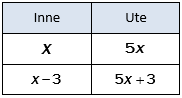 Inne Ute
x 5x
x − 3 5x + 3